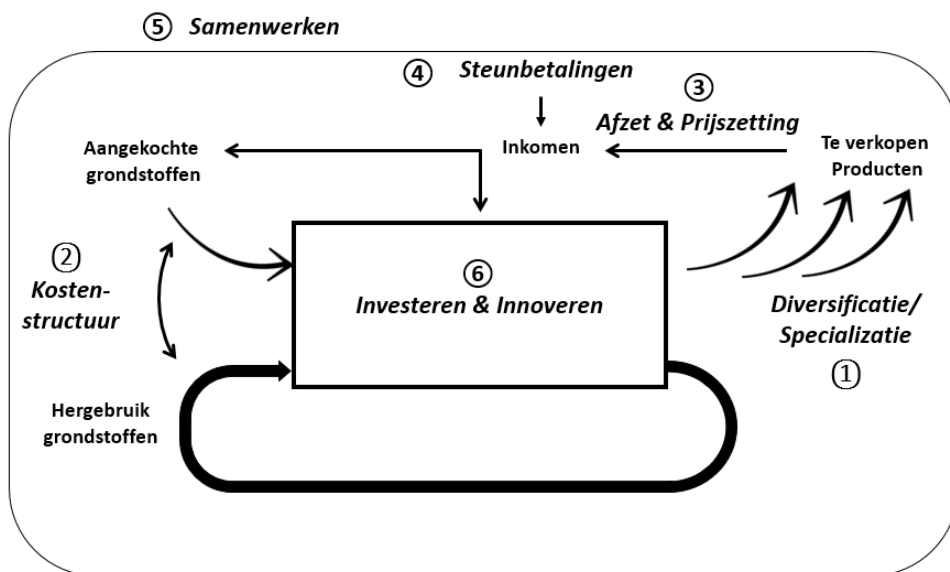 ⑤ Samenwerken
④ Steunbetalingen
③
Afzet & Prijszetting
Aangekochte
grondstoffen
Inkomen
Te verkopen
Producten
②
Kosten-
structuur
⑥
Investeren & Innoveren
Diversificatie/
Specializatie
①
Hergebruik
grondstoffen